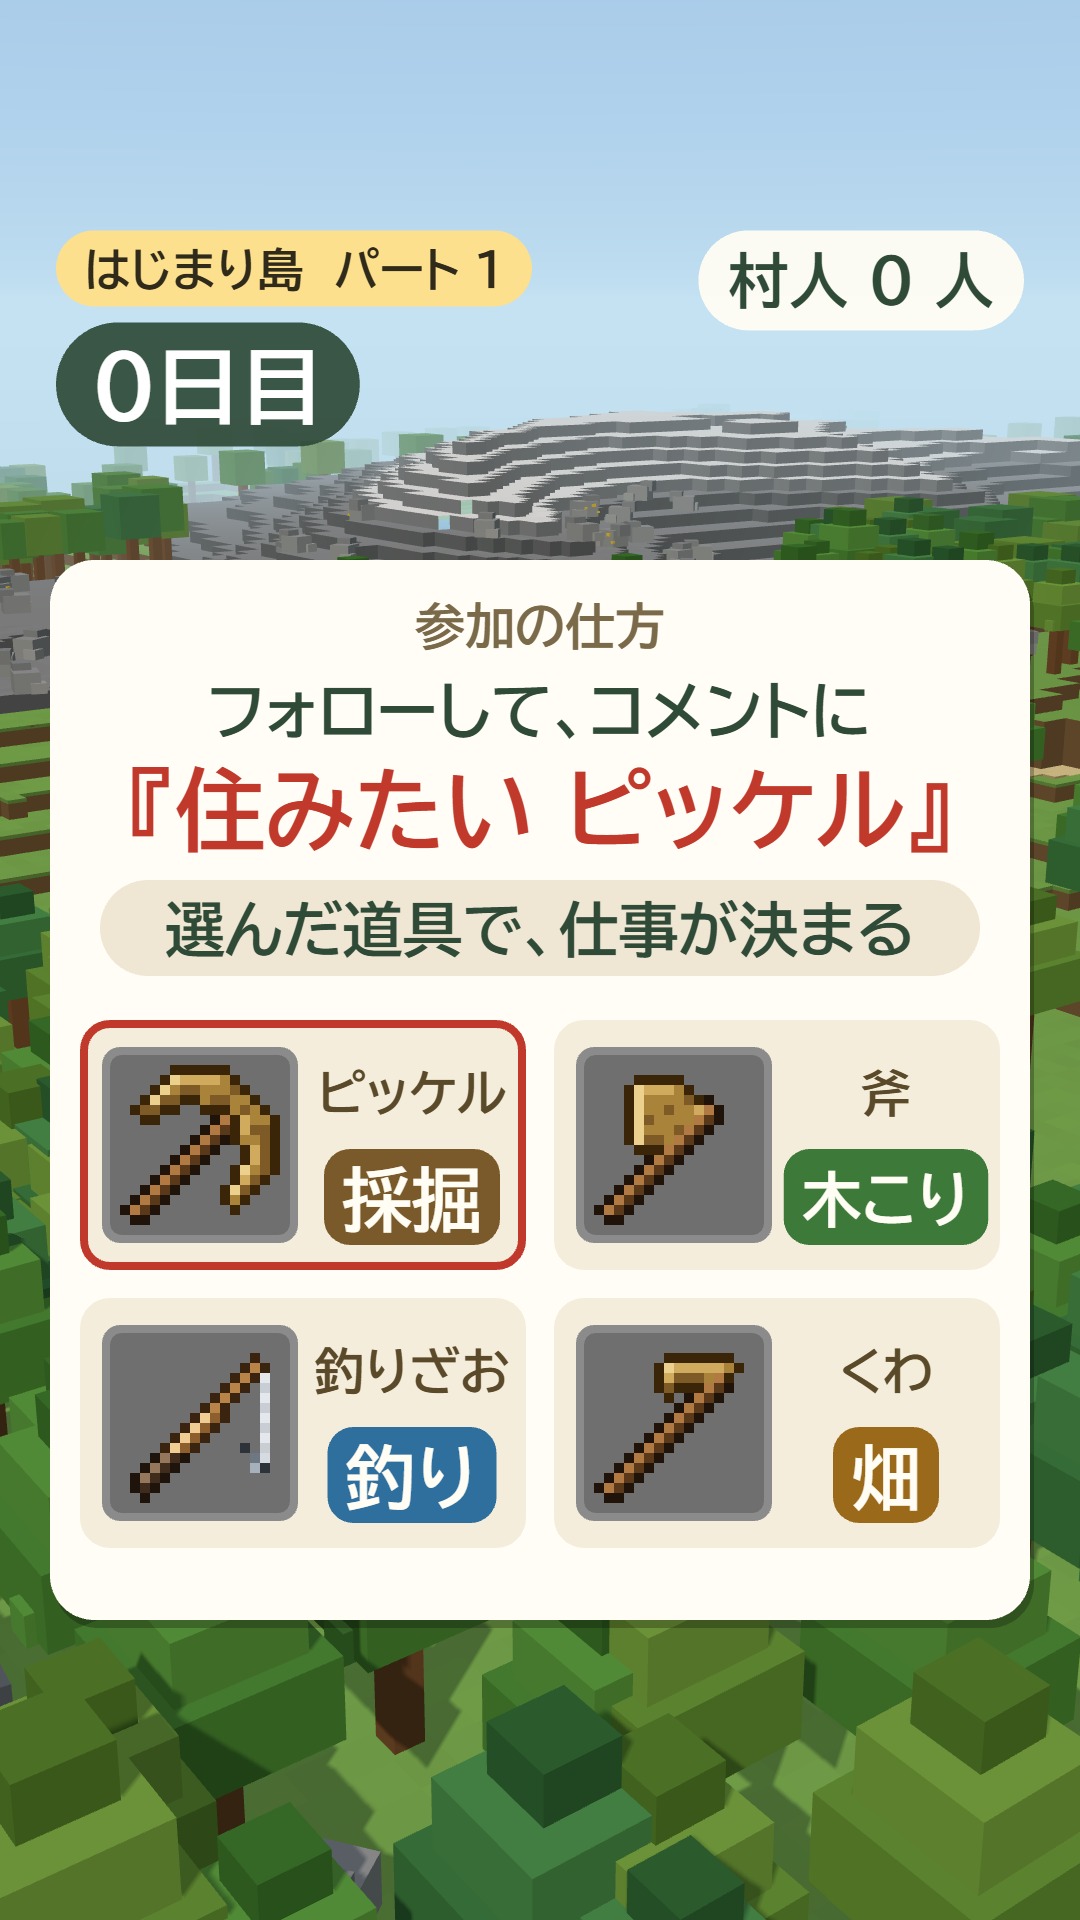 はじまり島 パート 1
村人 0 人
0日目
参加の仕方
フォローして、コメントに
『住みたい ピッケル』
選んだ道具で、仕事が決まる
ピッケル
採掘
斧
木こり
釣りざお
釣り
くわ
畑